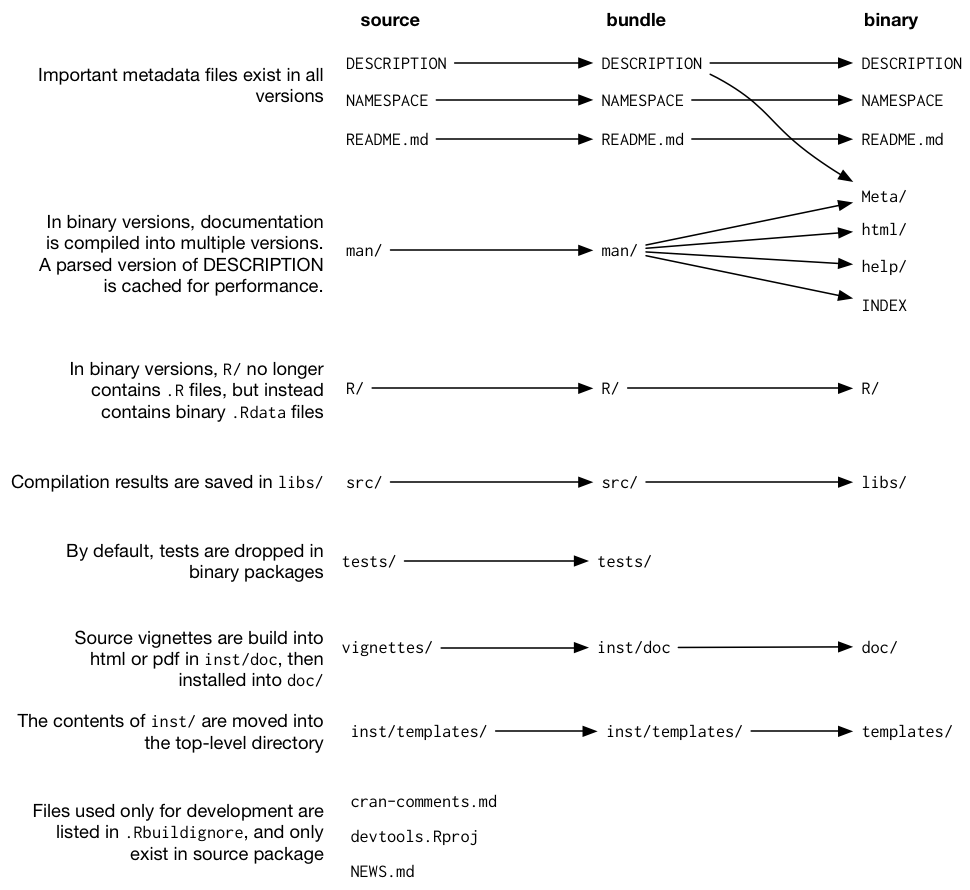 source bundle binary
Important metadata files exist in all
versions
DESCRIPTION DESCRIPTION DESCRIPTION
NAMESPACE NAMESPACE NAMESPACE
README.md README.md README.md
In binary versions, documentation
is compiled into multiple versions.
A parsed version of DESCRIPTION
is cached for performance.
man/ man/
Meta/
html/
help/
INDEX
In binary versions, R/ no longer
contains .R files, but instead
contains binary .Rdata files
R/ R/ R/
Compilation results are saved in libs/
src/ src/ libs/
By default, tests are dropped in
binary packages
tests/ tests/
Source vignettes are build into
html or pdf in inst/doc, then
installed into doc/
vignettes/ inst/doc doc/
The contents of inst/ are moved into
the top-level directory
inst/templates/ inst/templates/ templates/
Files used only for development are
listed in .Rbuildignore, and only
exist in source package
cran-comments.md
devtools.Rproj
NEWS.md